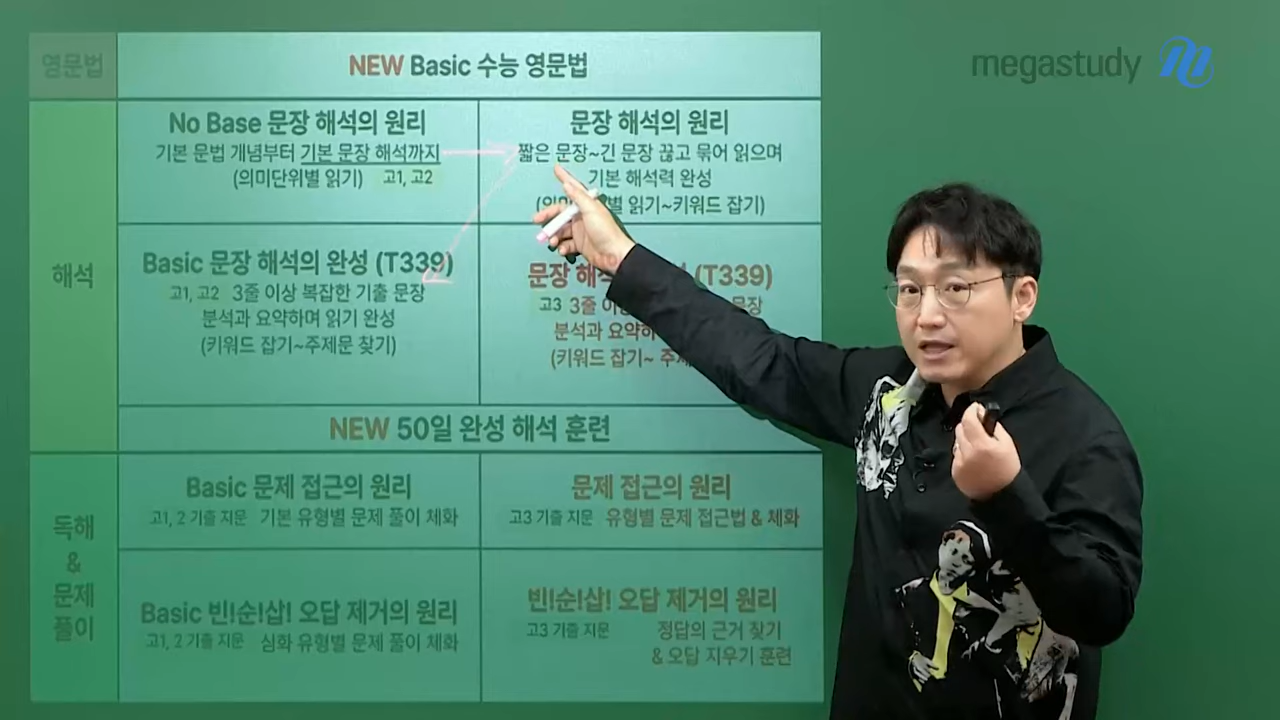 영문법
NEW Basic 수능 영문법
megastudy
해석
No Base 문장 해석의 원리
기본 문법 개념부터 기본 문장 해석까지
(의미단위별 읽기) 고1, 고2
문장 해석의 원리
짧은 문장~긴 문장 끊고 묶어 읽으며
기본 해석력 완성
별 읽기~키워드 잡기)
Basic 문장 해석의 완성 (T339)
고1, 고2 3줄 이상 복잡한 기출 문장
분석과 요약하며 읽기 완성
(키워드 잡기~주제문 찾기)
문장 해 (T339)
고3 3줄 이 문장
분석과 요약하
(키워드 잡기~ 주제
NEW 50일 완성 해석 훈련
독해
&
문제
풀이
Basic 문제 접근의 원리
고1, 2 기출 지문 기본 유형별 문제 풀이 체화
문제 접근의 원리
고3 기출 지문 유형별 문제 접근법 & 체화
Basic 빈!순!삽! 오답 제거의 원리
고1, 2 기출 지문 심화 유형별 문제 풀이 체화
빈!순!삽! 오답 제거의 원리
고3 기출 지문 정답의 근거 찾기
& 오답 지우기 훈련